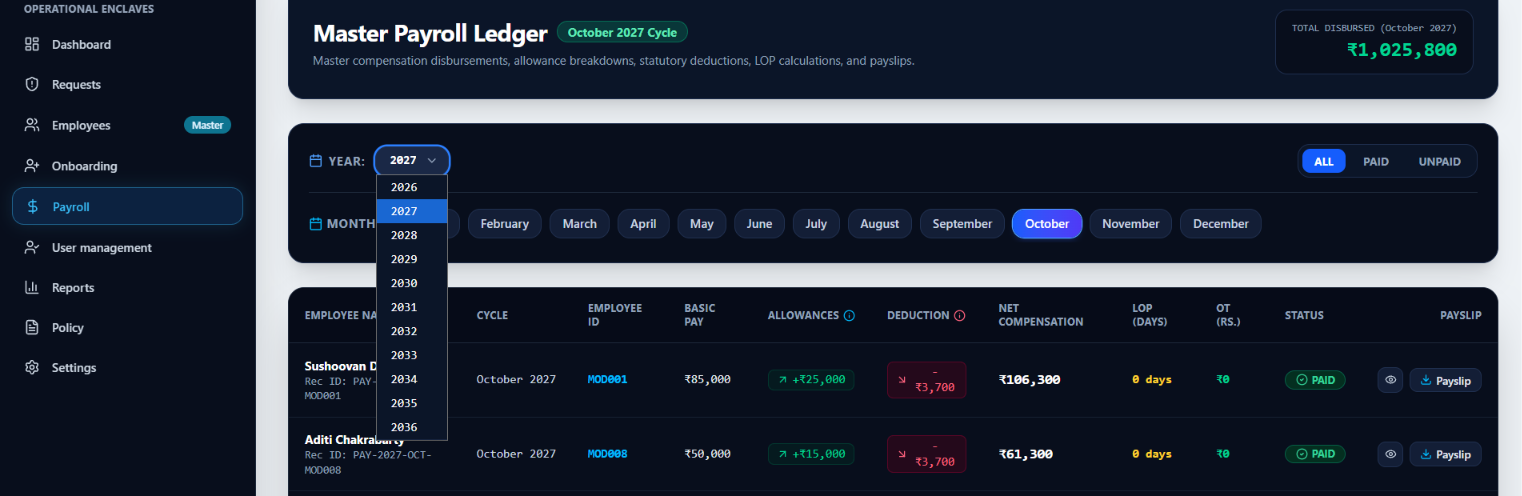 OPERATIONAL ENCLAVES
Dashboard
Requests
Employees Master
Onboarding
Payroll
User management
Reports
Policy
Settings
Master Payroll Ledger October 2027 Cycle
Master compensation disbursements, allowance breakdowns, statutory deductions, LOP calculations, and payslips.
TOTAL DISBURSED (October 2027)
₹1,025,800
YEAR: 2027
ALL PAID UNPAID
2026
2027
2028
2029
2030
2031
2032
2033
2034
2035
2036
MONTH February March April May June July August September October November December
EMPLOYEE NA CYCLE EMPLOYEE ID BASIC PAY ALLOWANCES DEDUCTION NET COMPENSATION LOP (DAYS) OT (RS.) STATUS PAYSLIP
Sushoovan D October 2027 MOD001 ₹85,000 +₹25,000 -₹3,700 ₹106,300 0 days ₹0 PAID Payslip
Rec ID: PAY-
MOD001
Aditi Chakrabarty October 2027 MOD008 ₹50,000 +₹15,000 -₹3,700 ₹61,300 0 days ₹0 PAID Payslip
Rec ID: PAY-2027-OCT-
MOD008